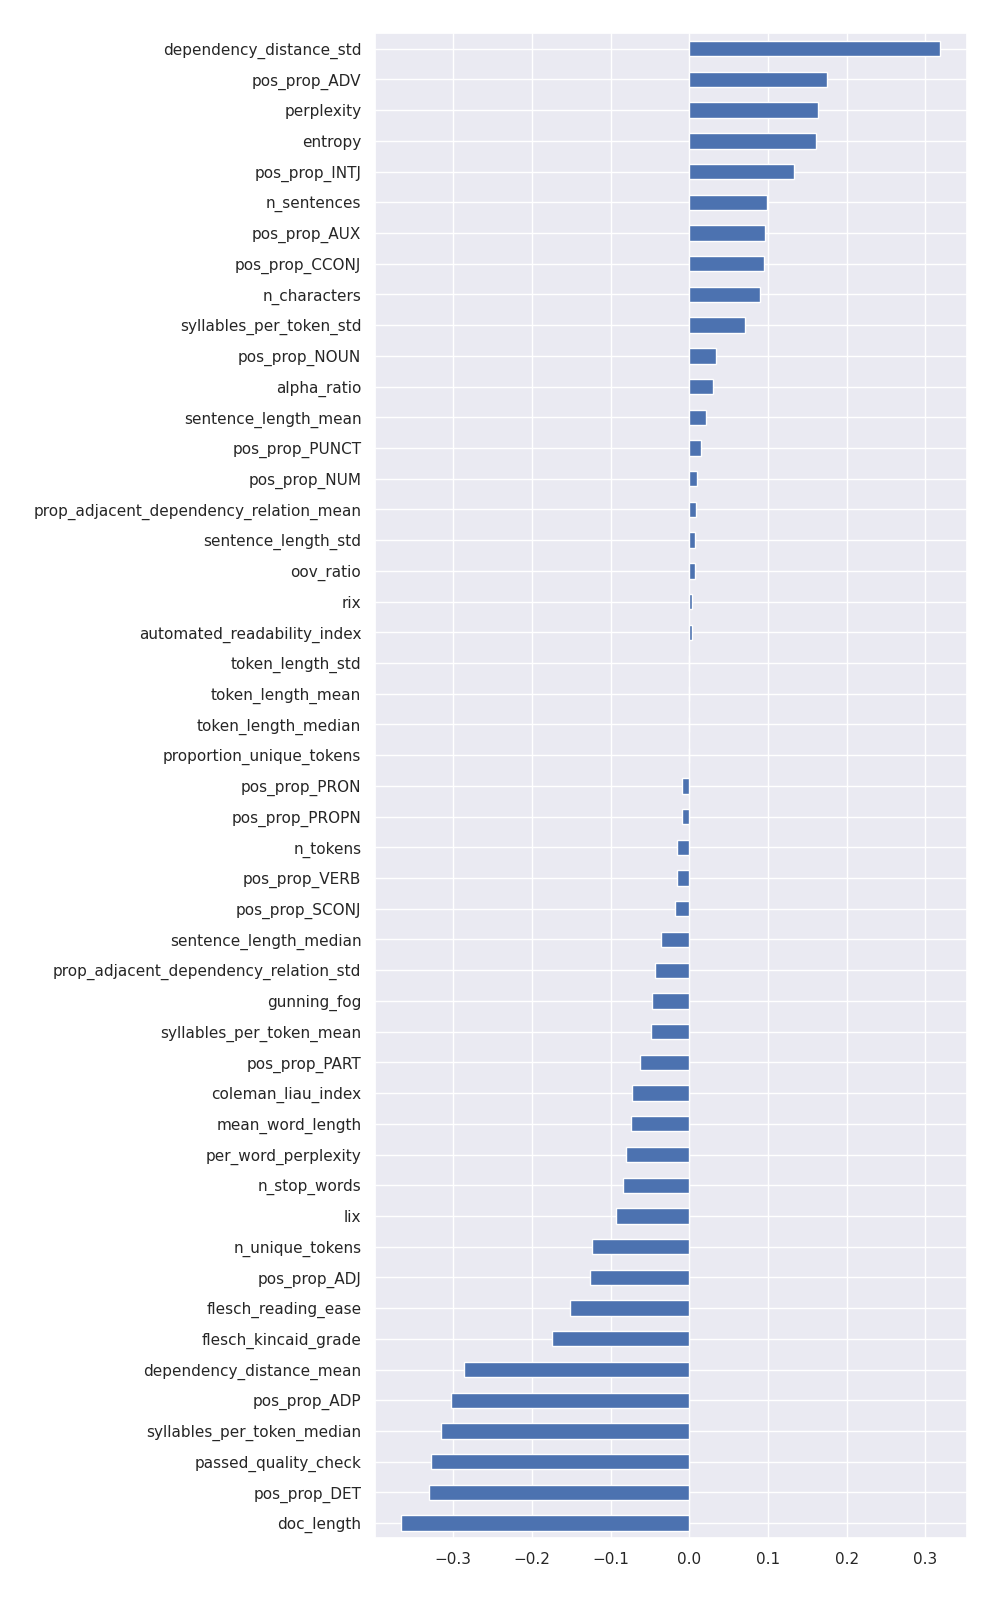 dependency_distance_std
pos_prop_ADV
perplexity
entropy
pos_prop_INTJ
n_sentences
pos_prop_AUX
pos_prop_CCONJ
n_characters
syllables_per_token_std
pos_prop_NOUN
alpha_ratio
sentence_length_mean
pos_prop_PUNCT
pos_prop_NUM
prop_adjacent_dependency_relation_mean
sentence_length_std
oov_ratio
rix
automated_readability_index
token_length_std
token_length_mean
token_length_median
proportion_unique_tokens
pos_prop_PRON
pos_prop_PROPN
n_tokens
pos_prop_VERB
pos_prop_SCONJ
sentence_length_median
prop_adjacent_dependency_relation_std
gunning_fog
syllables_per_token_mean
pos_prop_PART
coleman_liau_index
mean_word_length
per_word_perplexity
n_stop_words
lix
n_unique_tokens
pos_prop_ADJ
flesch_reading_ease
flesch_kincaid_grade
dependency_distance_mean
pos_prop_ADP
syllables_per_token_median
passed_quality_check
pos_prop_DET
doc_length
−0.3 −0.2 −0.1 0.0 0.1 0.2 0.3